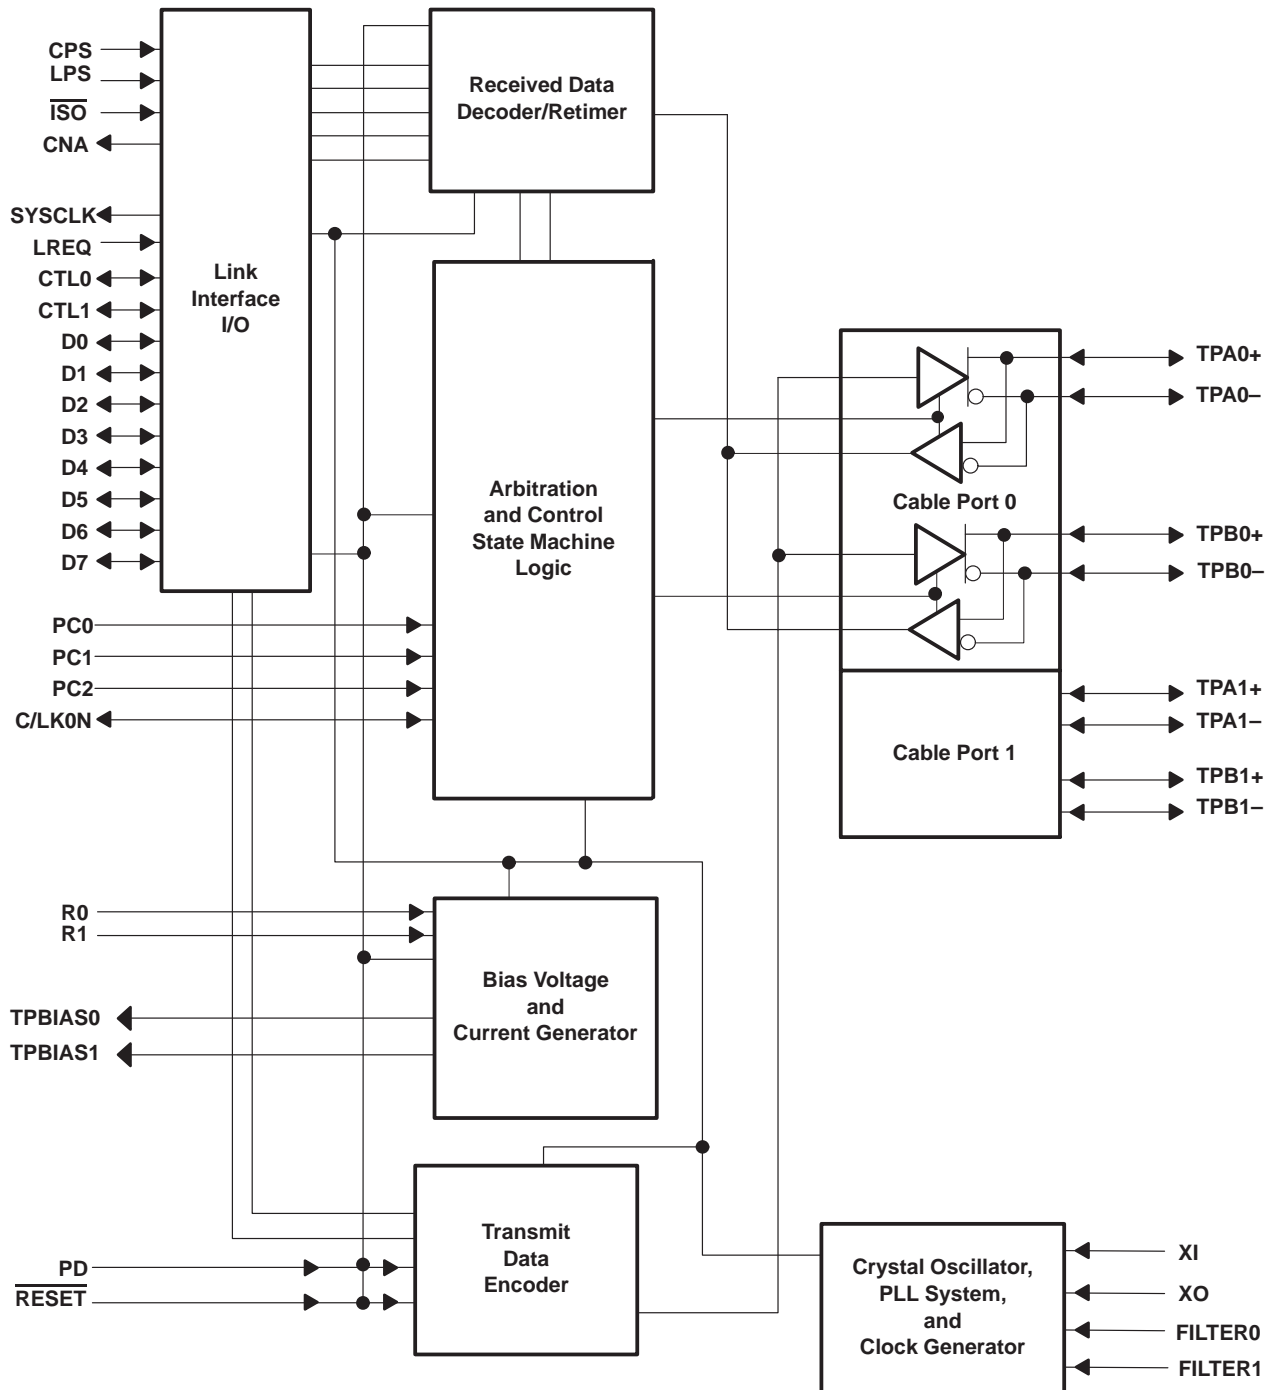 CPS
LPS
ISO
CNA
SYSCLK
LREQ
CTL0
CTL1
D0
D1
D2
D3
D4
D5
D6
D7
PC0
PC1
PC2
C/LK0N
R0
R1
TPBIAS0
TPBIAS1
PD
RESET
Link
Interface
I/O
Received Data
Decoder/Retimer
Arbitration
and Control
State Machine
Logic
Bias Voltage
and
Current Generator
Transmit
Data
Encoder
Cable Port 0
Cable Port 1
Crystal Oscillator,
PLL System,
and
Clock Generator
TPA0+
TPA0–
TPB0+
TPB0–
TPA1+
TPA1–
TPB1+
TPB1–
XI
XO
FILTER0
FILTER1